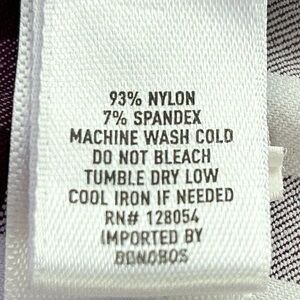 93% NYLON
7% SPANDEX
MACHINE WASH COLD
DO NOT BLEACH
TUMBLE DRY LOW
COOL IRON IF NEEDED
RN# 128054
IMPORTED BY
BONOBOS